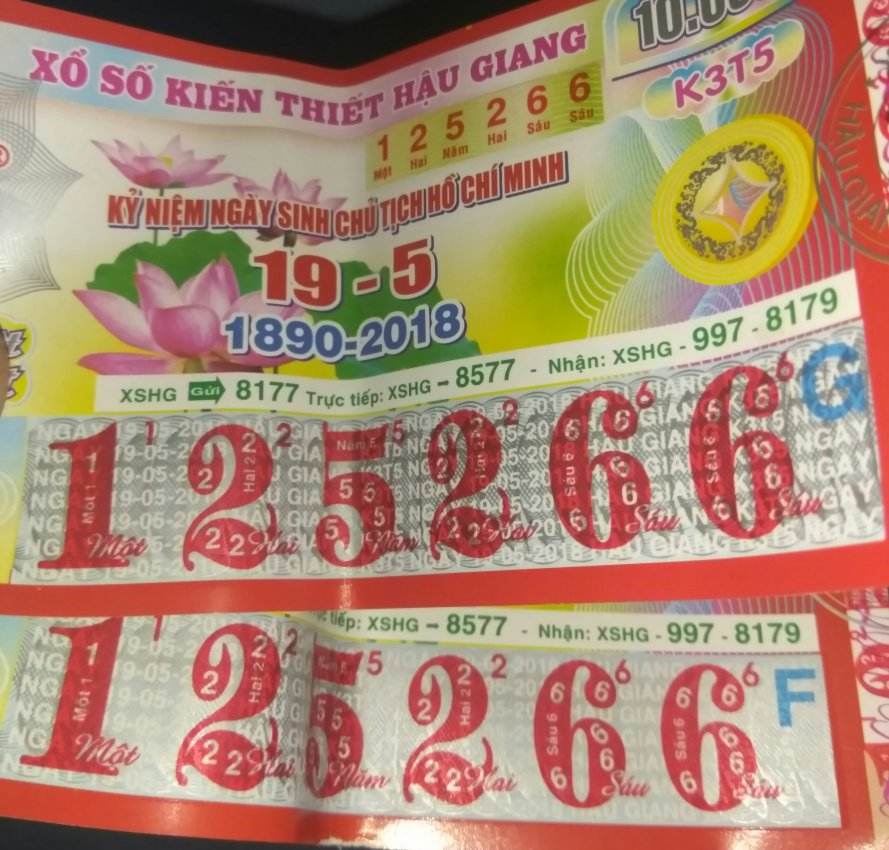 XỔ SỐ KIẾN THIẾT HẬU GIANG
K3T5
1 2 5 2 6 6
Một Hai Năm Hai Sáu Sáu
HẬU GIANG
KỶ NIỆM NGÀY SINH CHỦ TỊCH HỒ CHÍ MINH
19 - 5
1890-2018
XSHG Gửi 8177 Trực tiếp: XSHG - 8577 - Nhận: XSHG - 997 - 8179
1 2 5 2 6 6 G
Một Hai Năm Hai Sáu Sáu
tiếp: XSHG - 8577 - Nhận: XSHG - 997 - 8179
1 2 5 2 6 6 F
Một Hai Năm Hai Sáu Sáu